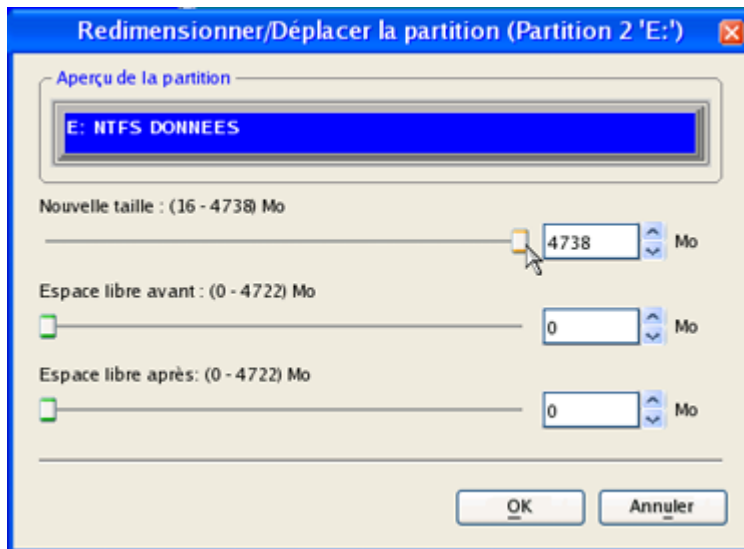 Redimensionner/Déplacer la partition (Partition 2 'E:')
Aperçu de la partition
E: NTFS DONNEES
Nouvelle taille : (16 - 4738) Mo
4738 Mo
Espace libre avant : (0 - 4722) Mo
0 Mo
Espace libre après: (0 - 4722) Mo
0 Mo
OK Annuler